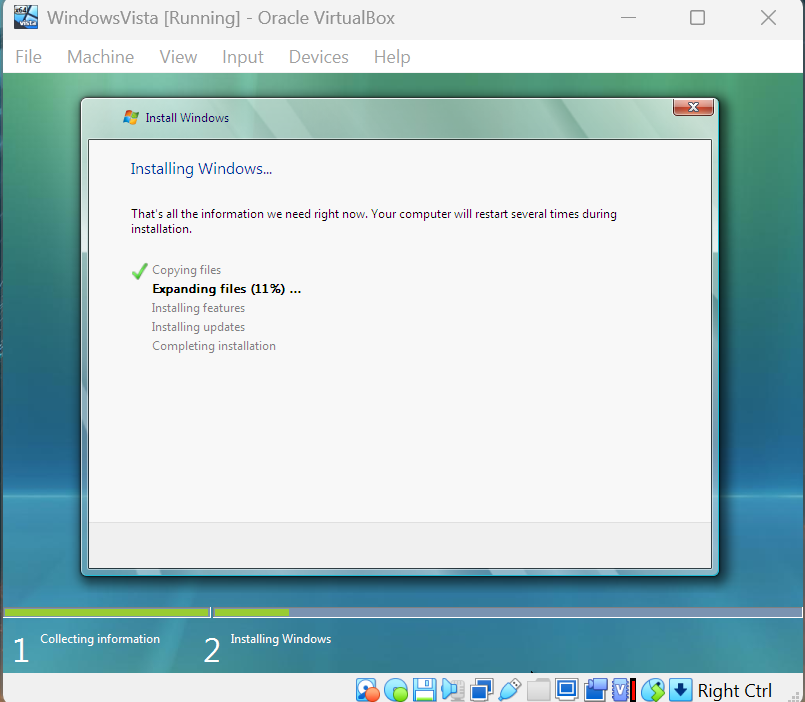 WindowsVista [Running] - Oracle VirtualBox
File Machine View Input Devices Help
Install Windows
Installing Windows...
That's all the information we need right now. Your computer will restart several times during
installation.
Copying files
Expanding files (11%) ...
Installing features
Installing updates
Completing installation
1 Collecting information
2 Installing Windows
Right Ctrl